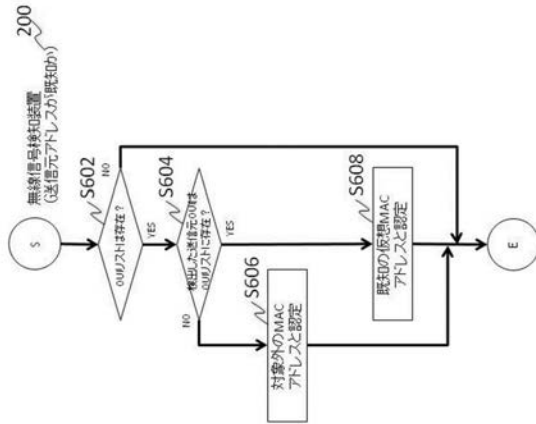 200
無線信号検知装置
(送信元アドレスが既知か)
S
S602
OUIリストは存在?
NO
YES
S604
検出した送信元OUIは
OUIリストに存在?
NO
YES
S606
対象外のMAC
アドレスと認定
S608
既知の仮想MAC
アドレスと認定
E